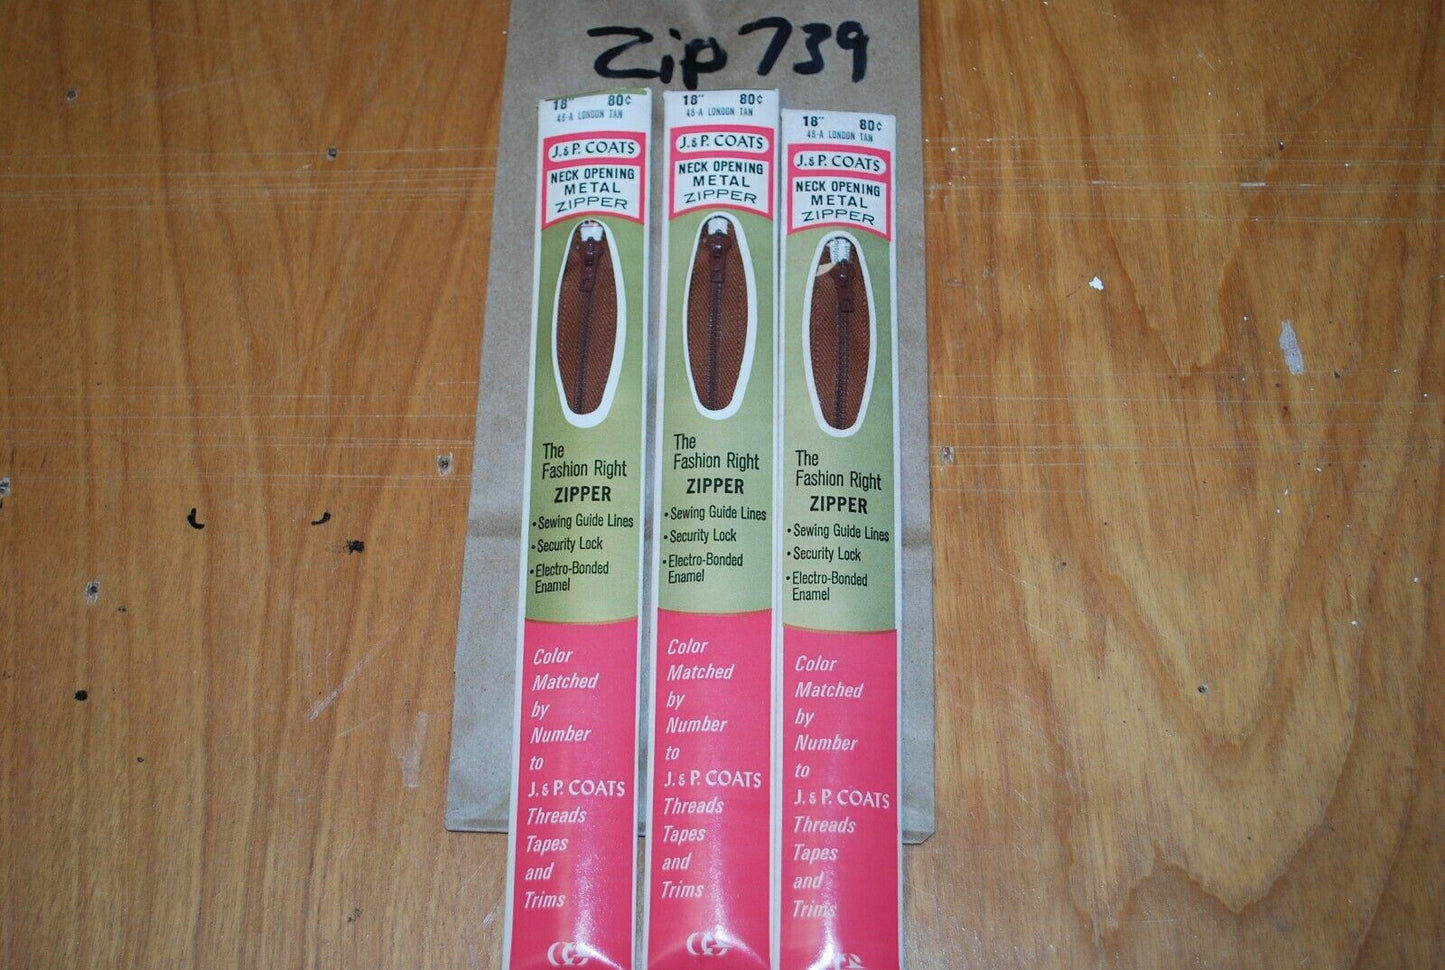 Zip 739
18" 80¢
48-A LONDON TAN
J. & P. COATS
NECK OPENING
METAL
ZIPPER
The
Fashion Right
ZIPPER
• Sewing Guide Lines
• Security Lock
• Electro-Bonded
Enamel
Color
Matched
by
Number
to
J. & P. COATS
Threads
Tapes
and
Trims
18" 80¢
48-A LONDON TAN
J. & P. COATS
NECK OPENING
METAL
ZIPPER
The
Fashion Right
ZIPPER
• Sewing Guide Lines
• Security Lock
• Electro-Bonded
Enamel
Color
Matched
by
Number
to
J. & P. COATS
Threads
Tapes
and
Trims
18" 80¢
48-A LONDON TAN
J. & P. COATS
NECK OPENING
METAL
ZIPPER
The
Fashion Right
ZIPPER
• Sewing Guide Lines
• Security Lock
• Electro-Bonded
Enamel
Color
Matched
by
Number
to
J. & P. COATS
Threads
Tapes
and
Trims